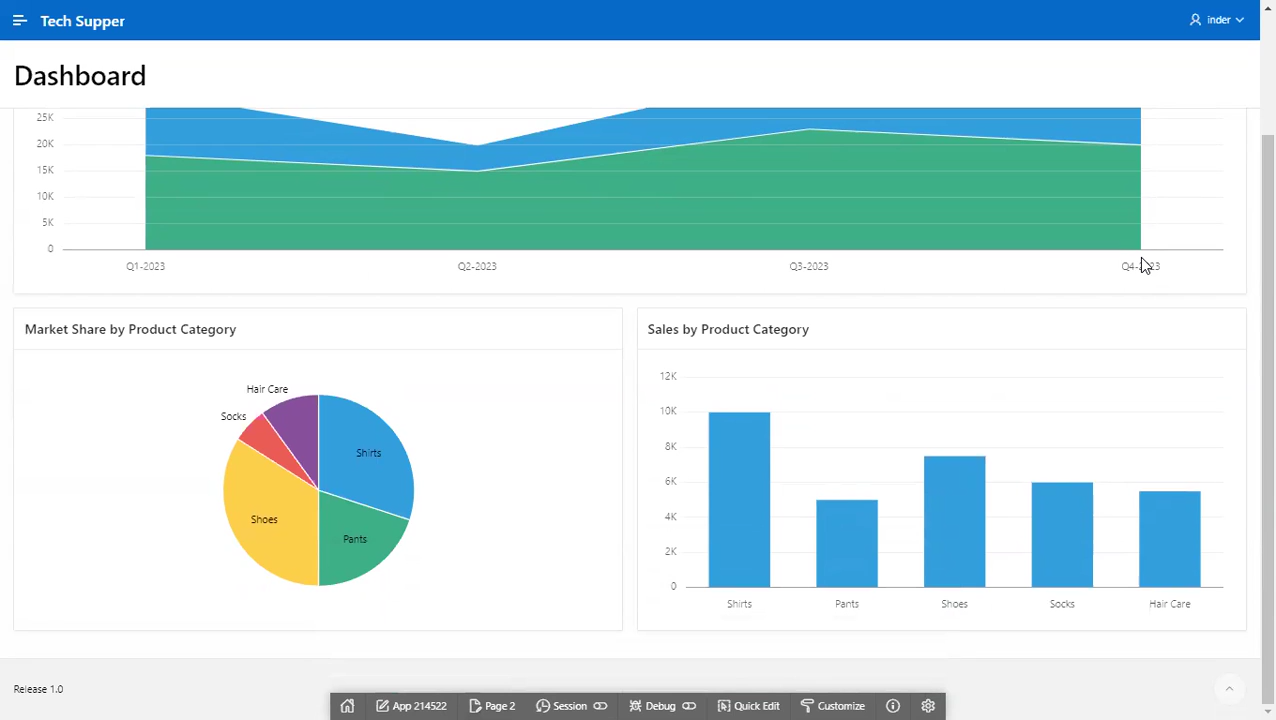 Tech Supper
inder
Dashboard
25K
20K
15K
10K
5K
0
Q1-2023
Q2-2023
Q3-2023
Q4-2023
Market Share by Product Category
Hair Care
Socks
Shirts
Shoes
Pants
Sales by Product Category
12K
10K
8K
6K
4K
2K
0
Shirts
Pants
Shoes
Socks
Hair Care
Release 1.0
App 214522
Page 2
Session
Debug
Quick Edit
Customize